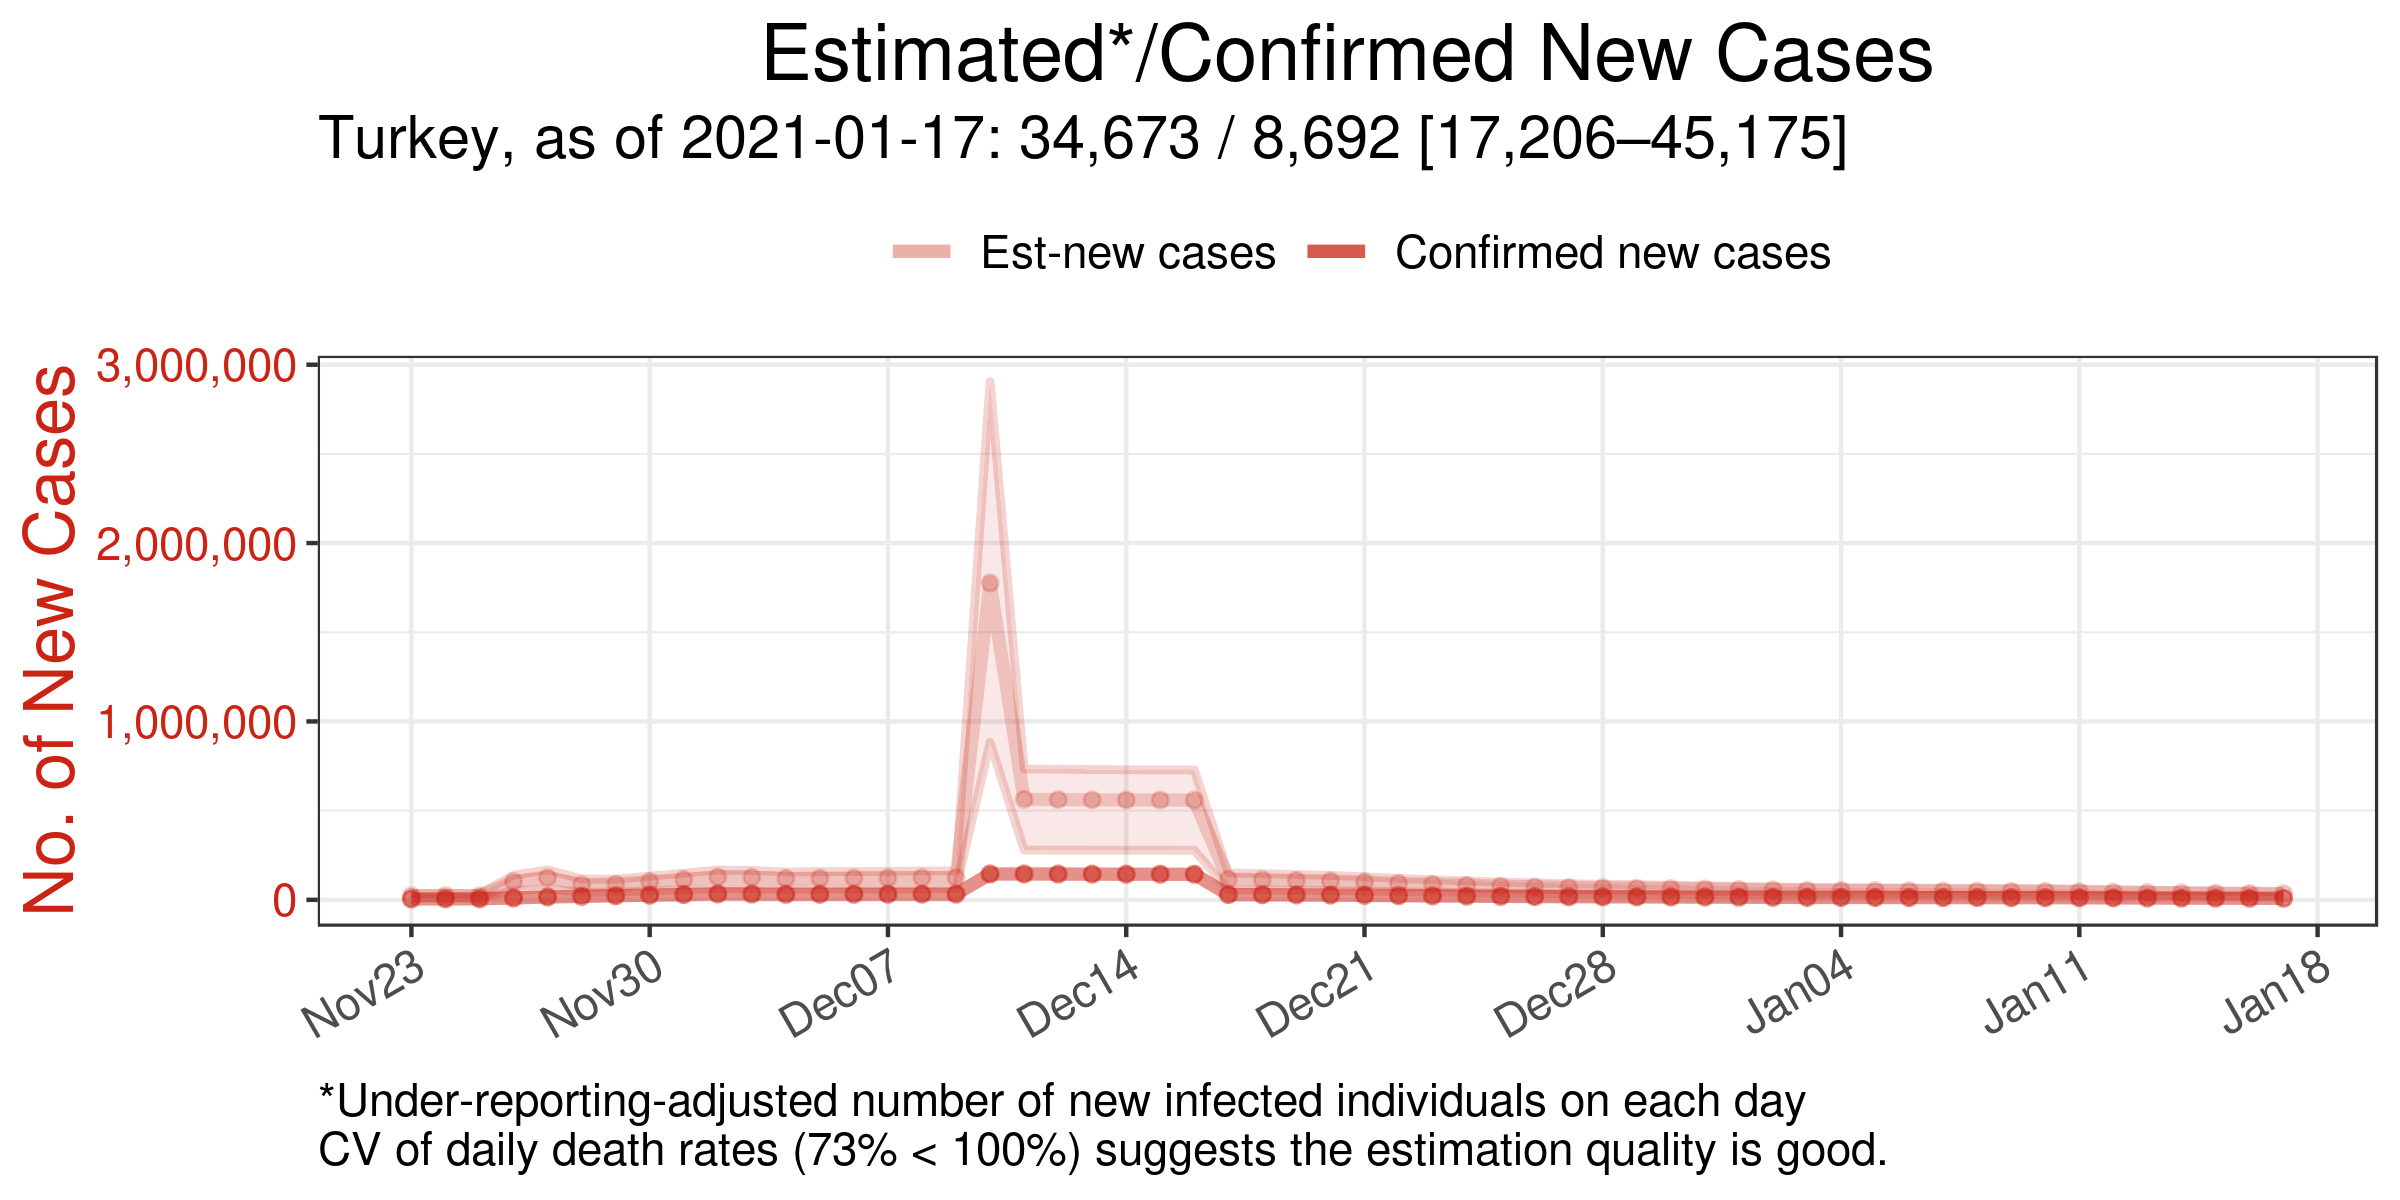 Estimated*/Confirmed New Cases
Turkey, as of 2021-01-17: 34,673 / 8,692 [17,206–45,175]
Est-new cases
Confirmed new cases
No. of New Cases
3,000,000
2,000,000
1,000,000
0
Nov23
Nov30
Dec07
Dec14
Dec21
Dec28
Jan04
Jan11
Jan18
*Under-reporting-adjusted number of new infected individuals on each day
CV of daily death rates (73% < 100%) suggests the estimation quality is good.